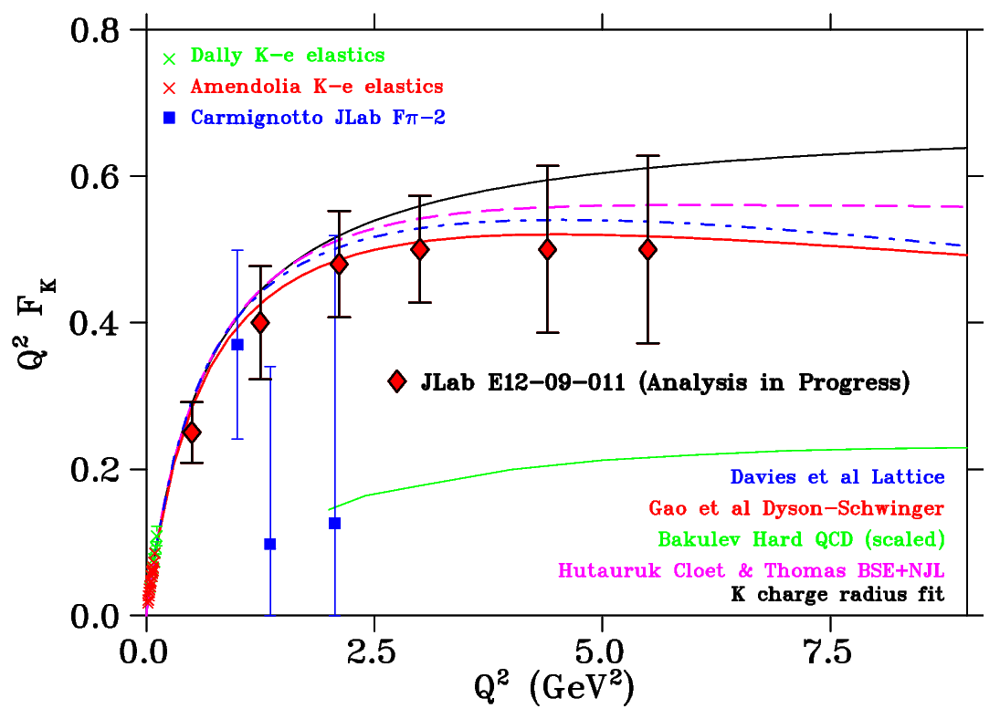 0.8
Dally K-e elastics
Amendolia K-e elastics
Carmignotto JLab Fπ-2
0.6
0.4
Q² F_K
JLab E12-09-011 (Analysis in Progress)
0.2
Davies et al Lattice
Gao et al Dyson-Schwinger
Bakulev Hard QCD (scaled)
Hutauruk Cloet & Thomas BSE+NJL
K charge radius fit
0.0
0.0 2.5 5.0 7.5
Q² (GeV²)